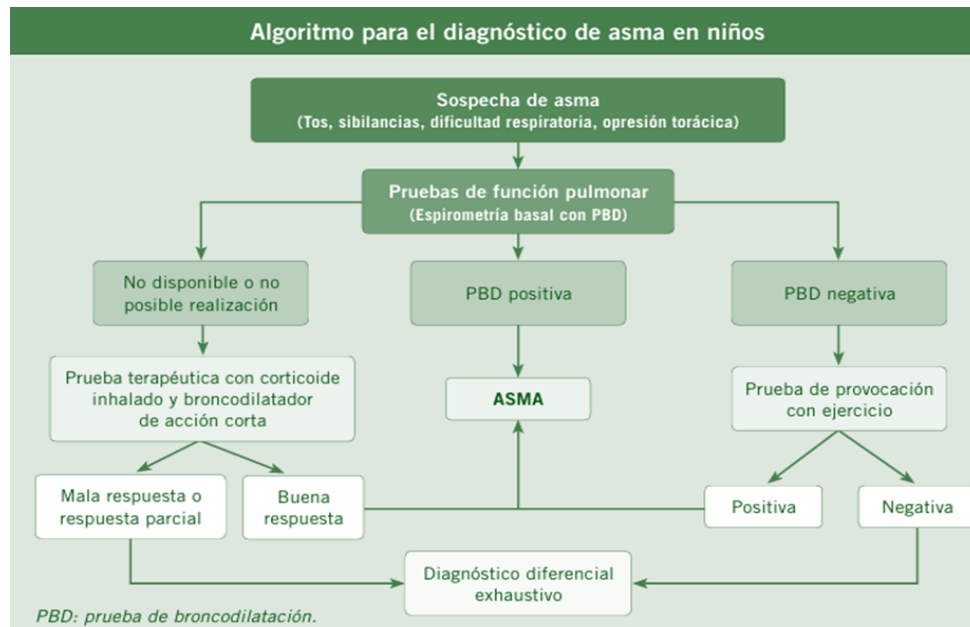 Algoritmo para el diagnóstico de asma en niños
Sospecha de asma
(Tos, sibilancias, dificultad respiratoria, opresión torácica)
Pruebas de función pulmonar
(Espirometría basal con PBD)
No disponible o no
posible realización
PBD positiva
PBD negativa
Prueba terapéutica con corticoide
inhalado y broncodilatador
de acción corta
ASMA
Prueba de provocación
con ejercicio
Mala respuesta o
respuesta parcial
Buena
respuesta
Positiva
Negativa
Diagnóstico diferencial
exhaustivo
PBD: prueba de broncodilatación.